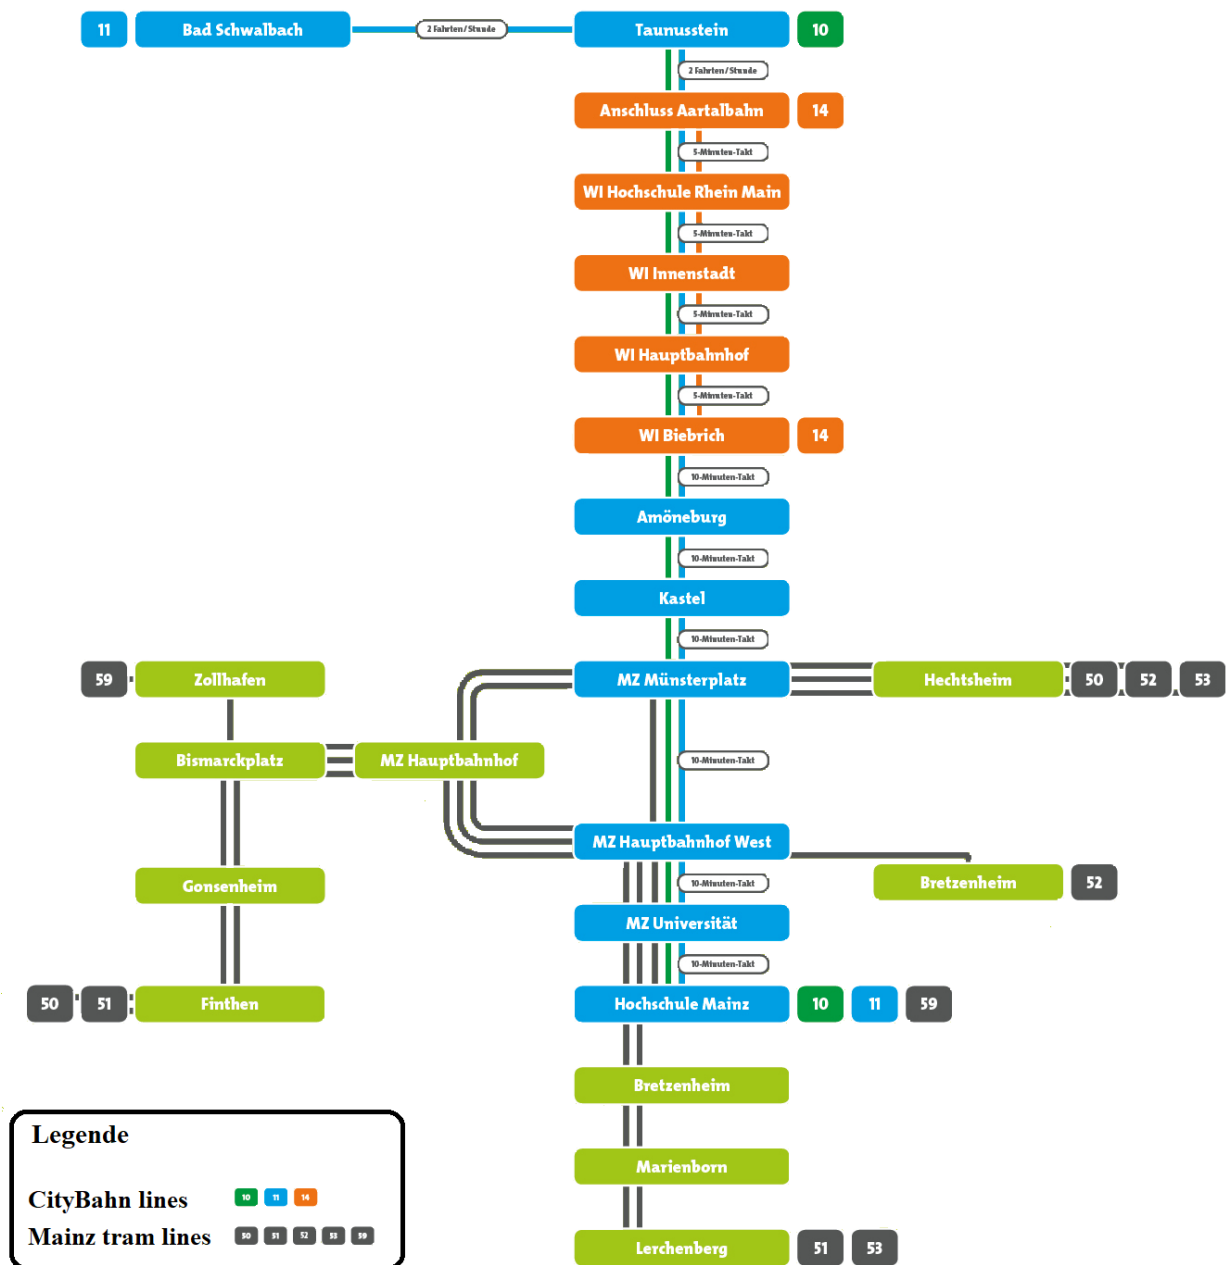 11 Bad Schwalbach 2 Fahrten/Stunde Taunusstein 10
2 Fahrten/Stunde
Anschluss Aartalbahn 14
5-Minuten-Takt
WI Hochschule Rhein Main
5-Minuten-Takt
WI Innenstadt
5-Minuten-Takt
WI Hauptbahnhof
5-Minuten-Takt
WI Biebrich 14
10-Minuten-Takt
Amöneburg
10-Minuten-Takt
Kastel
10-Minuten-Takt
59 Zollhafen MZ Münsterplatz Hechtsheim 50 52 53
Bismarckplatz MZ Hauptbahnhof 10-Minuten-Takt
MZ Hauptbahnhof West
Gonsenheim 10-Minuten-Takt Bretzenheim 52
MZ Universität
10-Minuten-Takt
50 51 Finthen Hochschule Mainz 10 11 59
Bretzenheim
Marienborn
Lerchenberg 51 53
Legende
CityBahn lines 10 11 14
Mainz tram lines 50 51 52 53 59